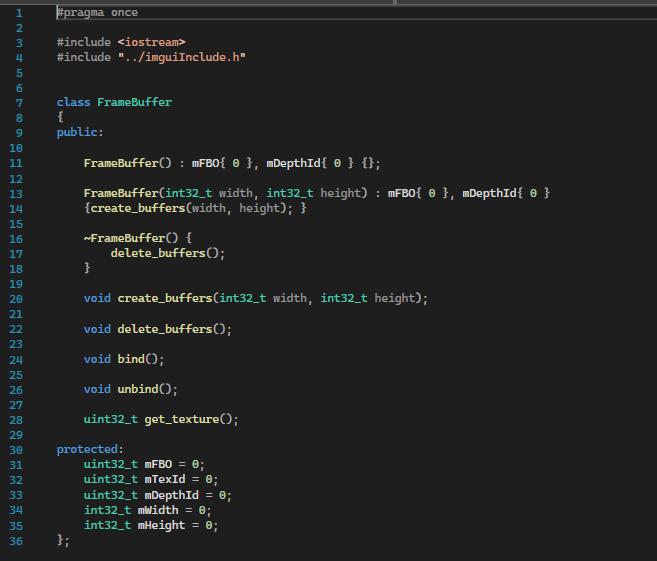 1 #pragma once
2
3 #include <iostream>
4 #include "../imguiInclude.h"
5
6
7 class FrameBuffer
8 {
9 public:
10
11 FrameBuffer() : mFBO{ 0 }, mDepthId{ 0 } {};
12
13 FrameBuffer(int32_t width, int32_t height) : mFBO{ 0 }, mDepthId{ 0 }
14 {create_buffers(width, height); }
15
16 ~FrameBuffer() {
17 delete_buffers();
18 }
19
20 void create_buffers(int32_t width, int32_t height);
21
22 void delete_buffers();
23
24 void bind();
25
26 void unbind();
27
28 uint32_t get_texture();
29
30 protected:
31 uint32_t mFBO = 0;
32 uint32_t mTexId = 0;
33 uint32_t mDepthId = 0;
34 int32_t mWidth = 0;
35 int32_t mHeight = 0;
36 };